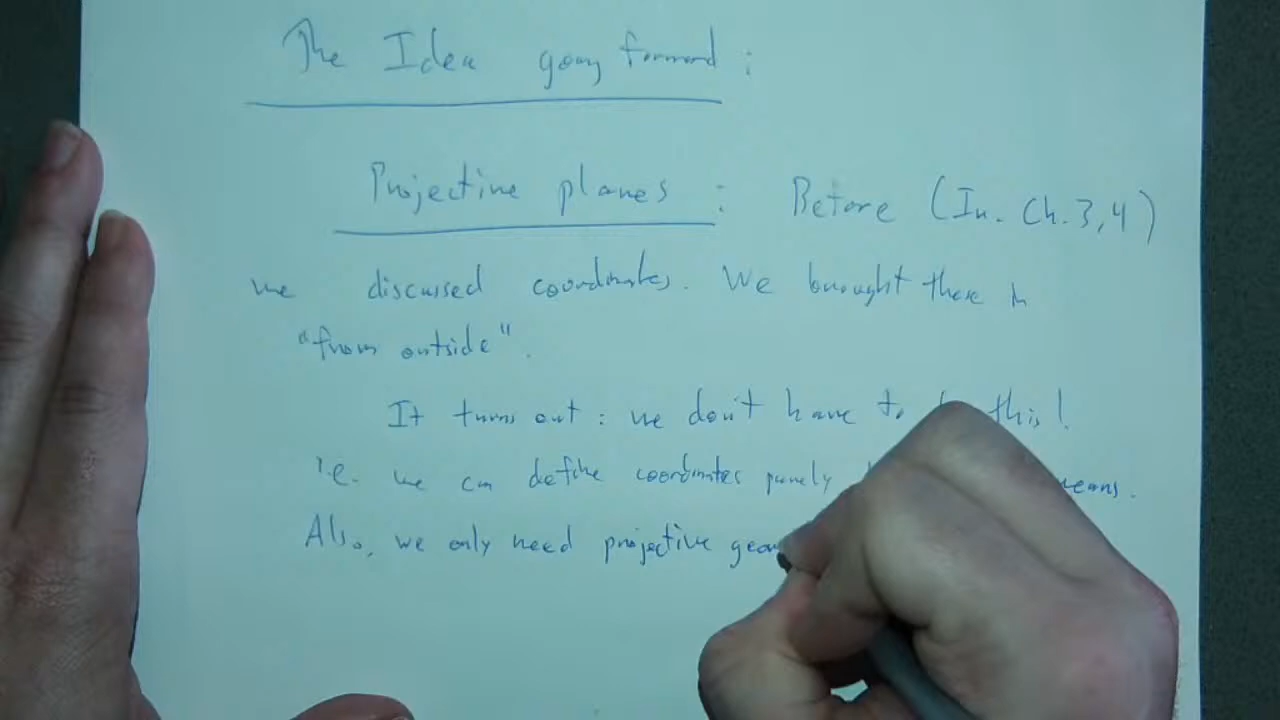 The Idea going forward :
Projective planes : Before (In. Ch. 3, 4)
we discussed coordinates. We brought these in
"from outside".
It turns out : we don't have to this!
i.e. we can define coordinates purely means.
Also, we only need projective geom